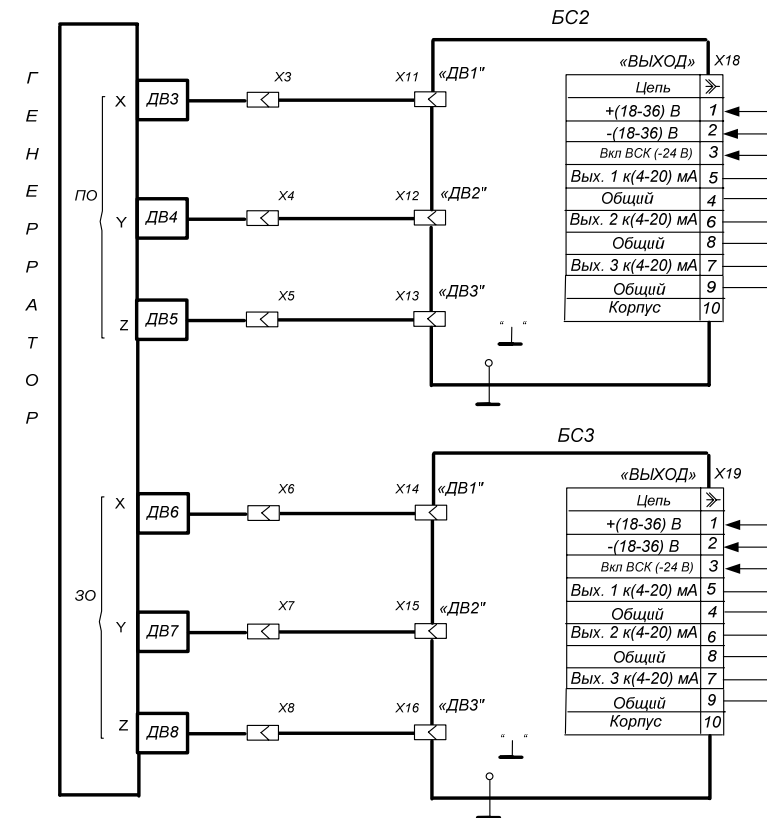 ГЕНЕРРАТОР
БС2
ПО
X ДВ3 X3 X11 «ДВ1"
Y ДВ4 X4 X12 «ДВ2"
Z ДВ5 X5 X13 «ДВ3"
«ВЫХОД» X18
Цепь
+(18-36) В 1
-(18-36) В 2
Вкл ВСК (-24 В) 3
Вых. 1 к(4-20) мА 5
Общий 4
Вых. 2 к(4-20) мА 6
Общий 8
Вых. 3 к(4-20) мА 7
Общий 9
Корпус 10
“ “
БС3
ЗО
X ДВ6 X6 X14 «ДВ1"
Y ДВ7 X7 X15 «ДВ2"
Z ДВ8 X8 X16 «ДВ3"
«ВЫХОД» X19
Цепь
+(18-36) В 1
-(18-36) В 2
Вкл ВСК (-24 В) 3
Вых. 1 к(4-20) мА 5
Общий 4
Вых. 2 к(4-20) мА 6
Общий 8
Вых. 3 к(4-20) мА 7
Общий 9
Корпус 10
“ “